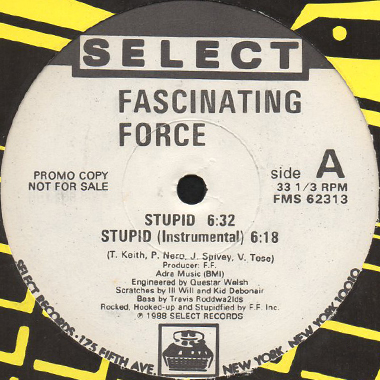 SELECT
FASCINATING
FORCE
PROMO COPY
NOT FOR SALE
side A
33 1/3 RPM
FMS 62313
STUPID 6:32
STUPID (Instrumental) 6:18
(T. Keith, P. Nero, J. Spivey, V. Tose)
Producer: F.F.
Adra Music (BMI)
Engineered by Questar Welsh
Scratches by Ill Will and Kid Debonair
Bass by Travis Roddwa2lds
Rocked, Hooked-up and Stupidfied by F.F. Inc.
℗ 1988 SELECT RECORDS
SELECT RECORDS · 175 FIFTH AVE. NEW YORK, NEW YORK 10010